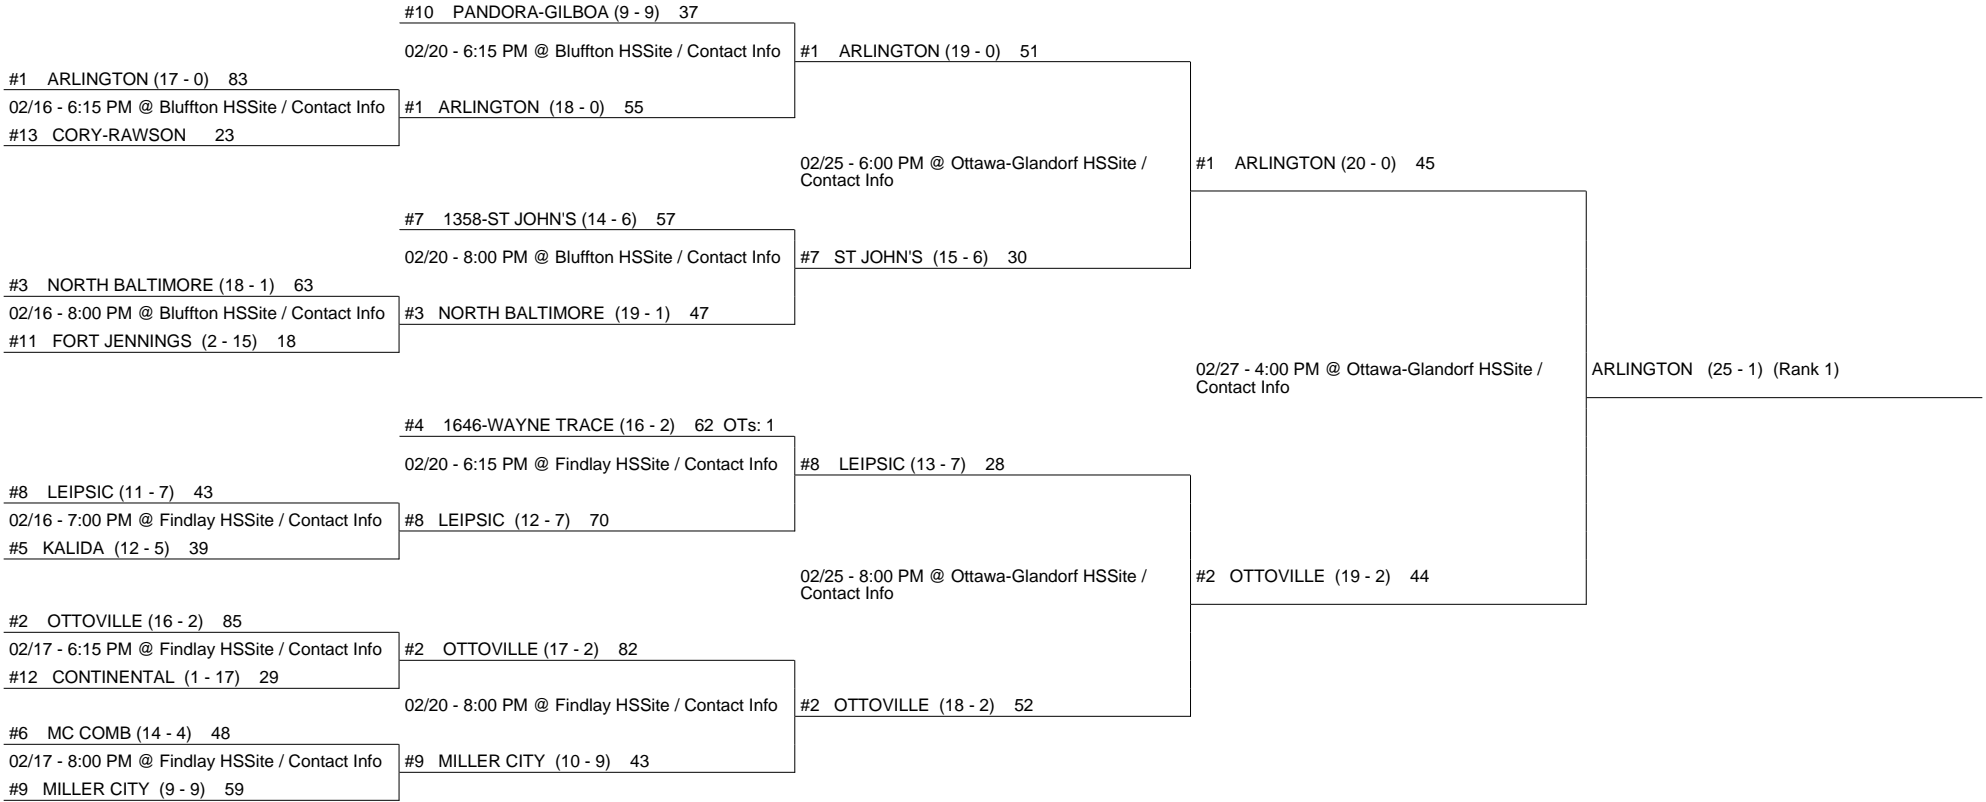 #10 PANDORA-GILBOA (9 - 9) 37
02/20 - 6:15 PM @ Bluffton HSSite / Contact Info
#1 ARLINGTON (19 - 0) 51
#1 ARLINGTON (17 - 0) 83
02/16 - 6:15 PM @ Bluffton HSSite / Contact Info
#1 ARLINGTON (18 - 0) 55
#13 CORY-RAWSON 23
02/25 - 6:00 PM @ Ottawa-Glandorf HSSite /
Contact Info
#1 ARLINGTON (20 - 0) 45
#7 1358-ST JOHN'S (14 - 6) 57
02/20 - 8:00 PM @ Bluffton HSSite / Contact Info
#7 ST JOHN'S (15 - 6) 30
#3 NORTH BALTIMORE (18 - 1) 63
02/16 - 8:00 PM @ Bluffton HSSite / Contact Info
#3 NORTH BALTIMORE (19 - 1) 47
#11 FORT JENNINGS (2 - 15) 18
02/27 - 4:00 PM @ Ottawa-Glandorf HSSite /
Contact Info
ARLINGTON (25 - 1) (Rank 1)
#4 1646-WAYNE TRACE (16 - 2) 62 OTs: 1
02/20 - 6:15 PM @ Findlay HSSite / Contact Info
#8 LEIPSIC (13 - 7) 28
#8 LEIPSIC (11 - 7) 43
02/16 - 7:00 PM @ Findlay HSSite / Contact Info
#8 LEIPSIC (12 - 7) 70
#5 KALIDA (12 - 5) 39
02/25 - 8:00 PM @ Ottawa-Glandorf HSSite /
Contact Info
#2 OTTOVILLE (19 - 2) 44
#2 OTTOVILLE (16 - 2) 85
02/17 - 6:15 PM @ Findlay HSSite / Contact Info
#2 OTTOVILLE (17 - 2) 82
#12 CONTINENTAL (1 - 17) 29
02/20 - 8:00 PM @ Findlay HSSite / Contact Info
#2 OTTOVILLE (18 - 2) 52
#6 MC COMB (14 - 4) 48
02/17 - 8:00 PM @ Findlay HSSite / Contact Info
#9 MILLER CITY (10 - 9) 43
#9 MILLER CITY (9 - 9) 59